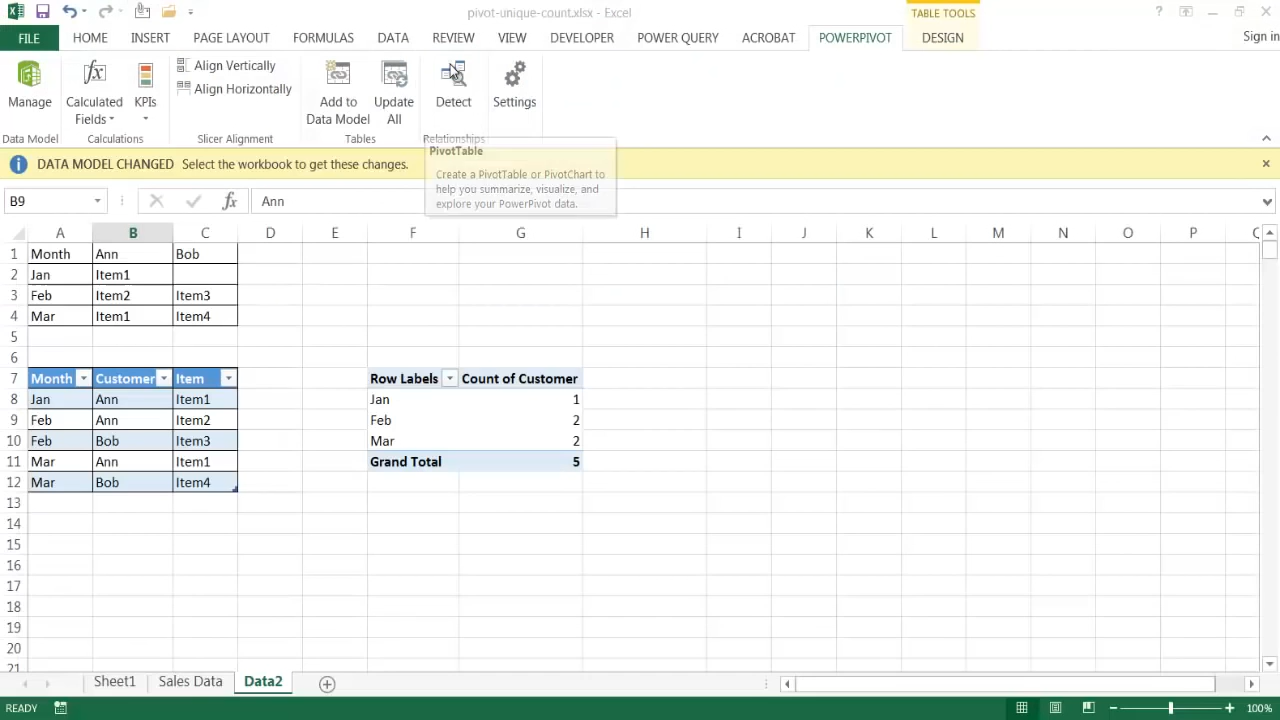 pivot-unique-count.xlsx - Excel
TABLE TOOLS
FILE HOME INSERT PAGE LAYOUT FORMULAS DATA REVIEW VIEW DEVELOPER POWER QUERY ACROBAT POWERPIVOT DESIGN Sign in
Manage
Calculated Fields
KPIs
Align Vertically
Align Horizontally
Add to Data Model
Update All
Detect
Settings
Data Model Calculations Slicer Alignment Tables Relationships
PivotTable
Create a PivotTable or PivotChart to
help you summarize, visualize, and
explore your PowerPivot data.
DATA MODEL CHANGED Select the workbook to get these changes.
B9 fx Ann
A B C D E F G H I J K L M N O P Q
1 Month Ann Bob
2 Jan Item1
3 Feb Item2 Item3
4 Mar Item1 Item4
5
6
7 Month Customer Item Row Labels Count of Customer
8 Jan Ann Item1 Jan 1
9 Feb Ann Item2 Feb 2
10 Feb Bob Item3 Mar 2
11 Mar Ann Item1 Grand Total 5
12 Mar Bob Item4
13
14
15
16
17
18
19
20
21
Sheet1 Sales Data Data2
READY 100%